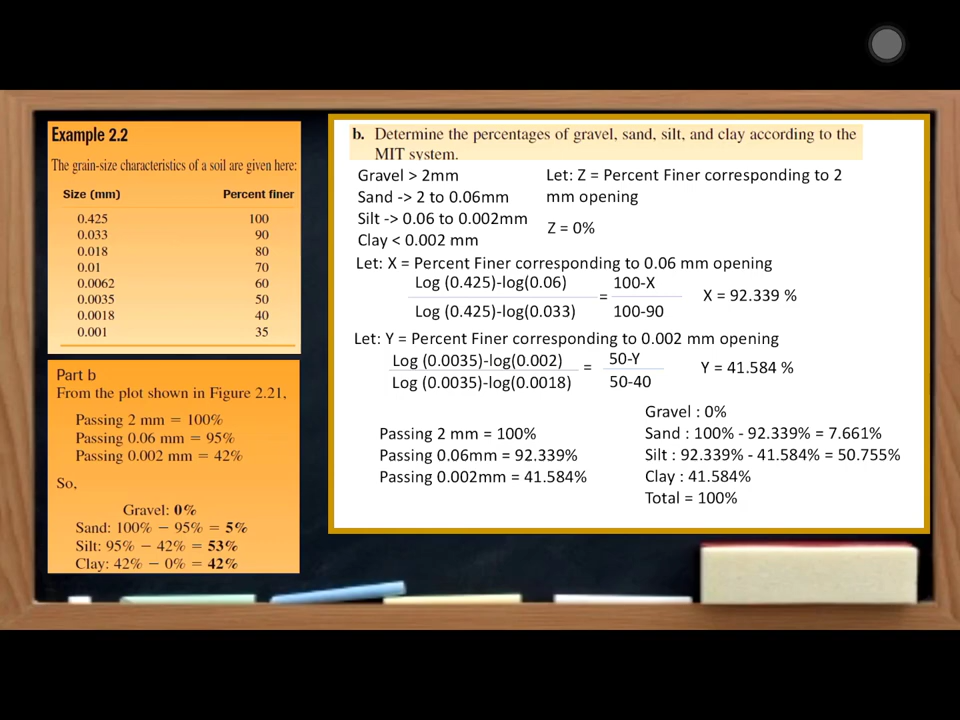 Example 2.2
The grain-size characteristics of a soil are given here:
Size (mm) Percent finer
0.425 100
0.033 90
0.018 80
0.01 70
0.0062 60
0.0035 50
0.0018 40
0.001 35
Part b
From the plot shown in Figure 2.21,
Passing 2 mm = 100%
Passing 0.06 mm = 95%
Passing 0.002 mm = 42%
So,
Gravel: 0%
Sand: 100% − 95% = 5%
Silt: 95% − 42% = 53%
Clay: 42% − 0% = 42%
b. Determine the percentages of gravel, sand, silt, and clay according to the
MIT system.
Gravel > 2mm
Sand -> 2 to 0.06mm
Silt -> 0.06 to 0.002mm
Clay < 0.002 mm
Let: Z = Percent Finer corresponding to 2
mm opening
Z = 0%
Let: X = Percent Finer corresponding to 0.06 mm opening
Log (0.425)-log(0.06)
Log (0.425)-log(0.033)
=
100-X
100-90
X = 92.339 %
Let: Y = Percent Finer corresponding to 0.002 mm opening
Log (0.0035)-log(0.002)
Log (0.0035)-log(0.0018)
=
50-Y
50-40
Y = 41.584 %
Passing 2 mm = 100%
Passing 0.06mm = 92.339%
Passing 0.002mm = 41.584%
Gravel : 0%
Sand : 100% - 92.339% = 7.661%
Silt : 92.339% - 41.584% = 50.755%
Clay : 41.584%
Total = 100%